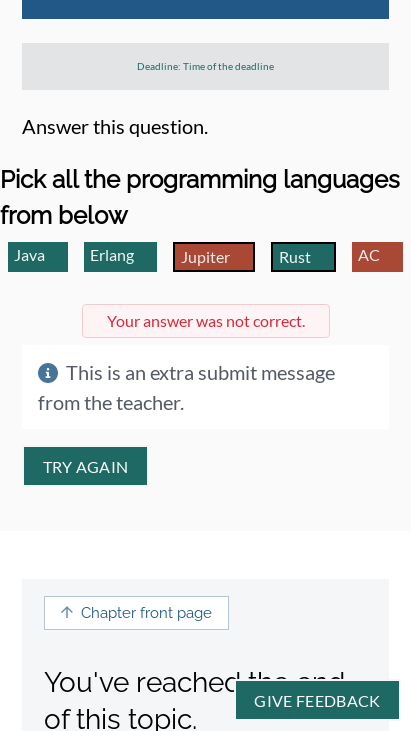 Deadline: Time of the deadline
Answer this question.
Pick all the programming languages
from below
Java Erlang Jupiter Rust AC
Your answer was not correct.
This is an extra submit message
from the teacher.
TRY AGAIN
Chapter front page
You've reached the end
of this topic.
GIVE FEEDBACK